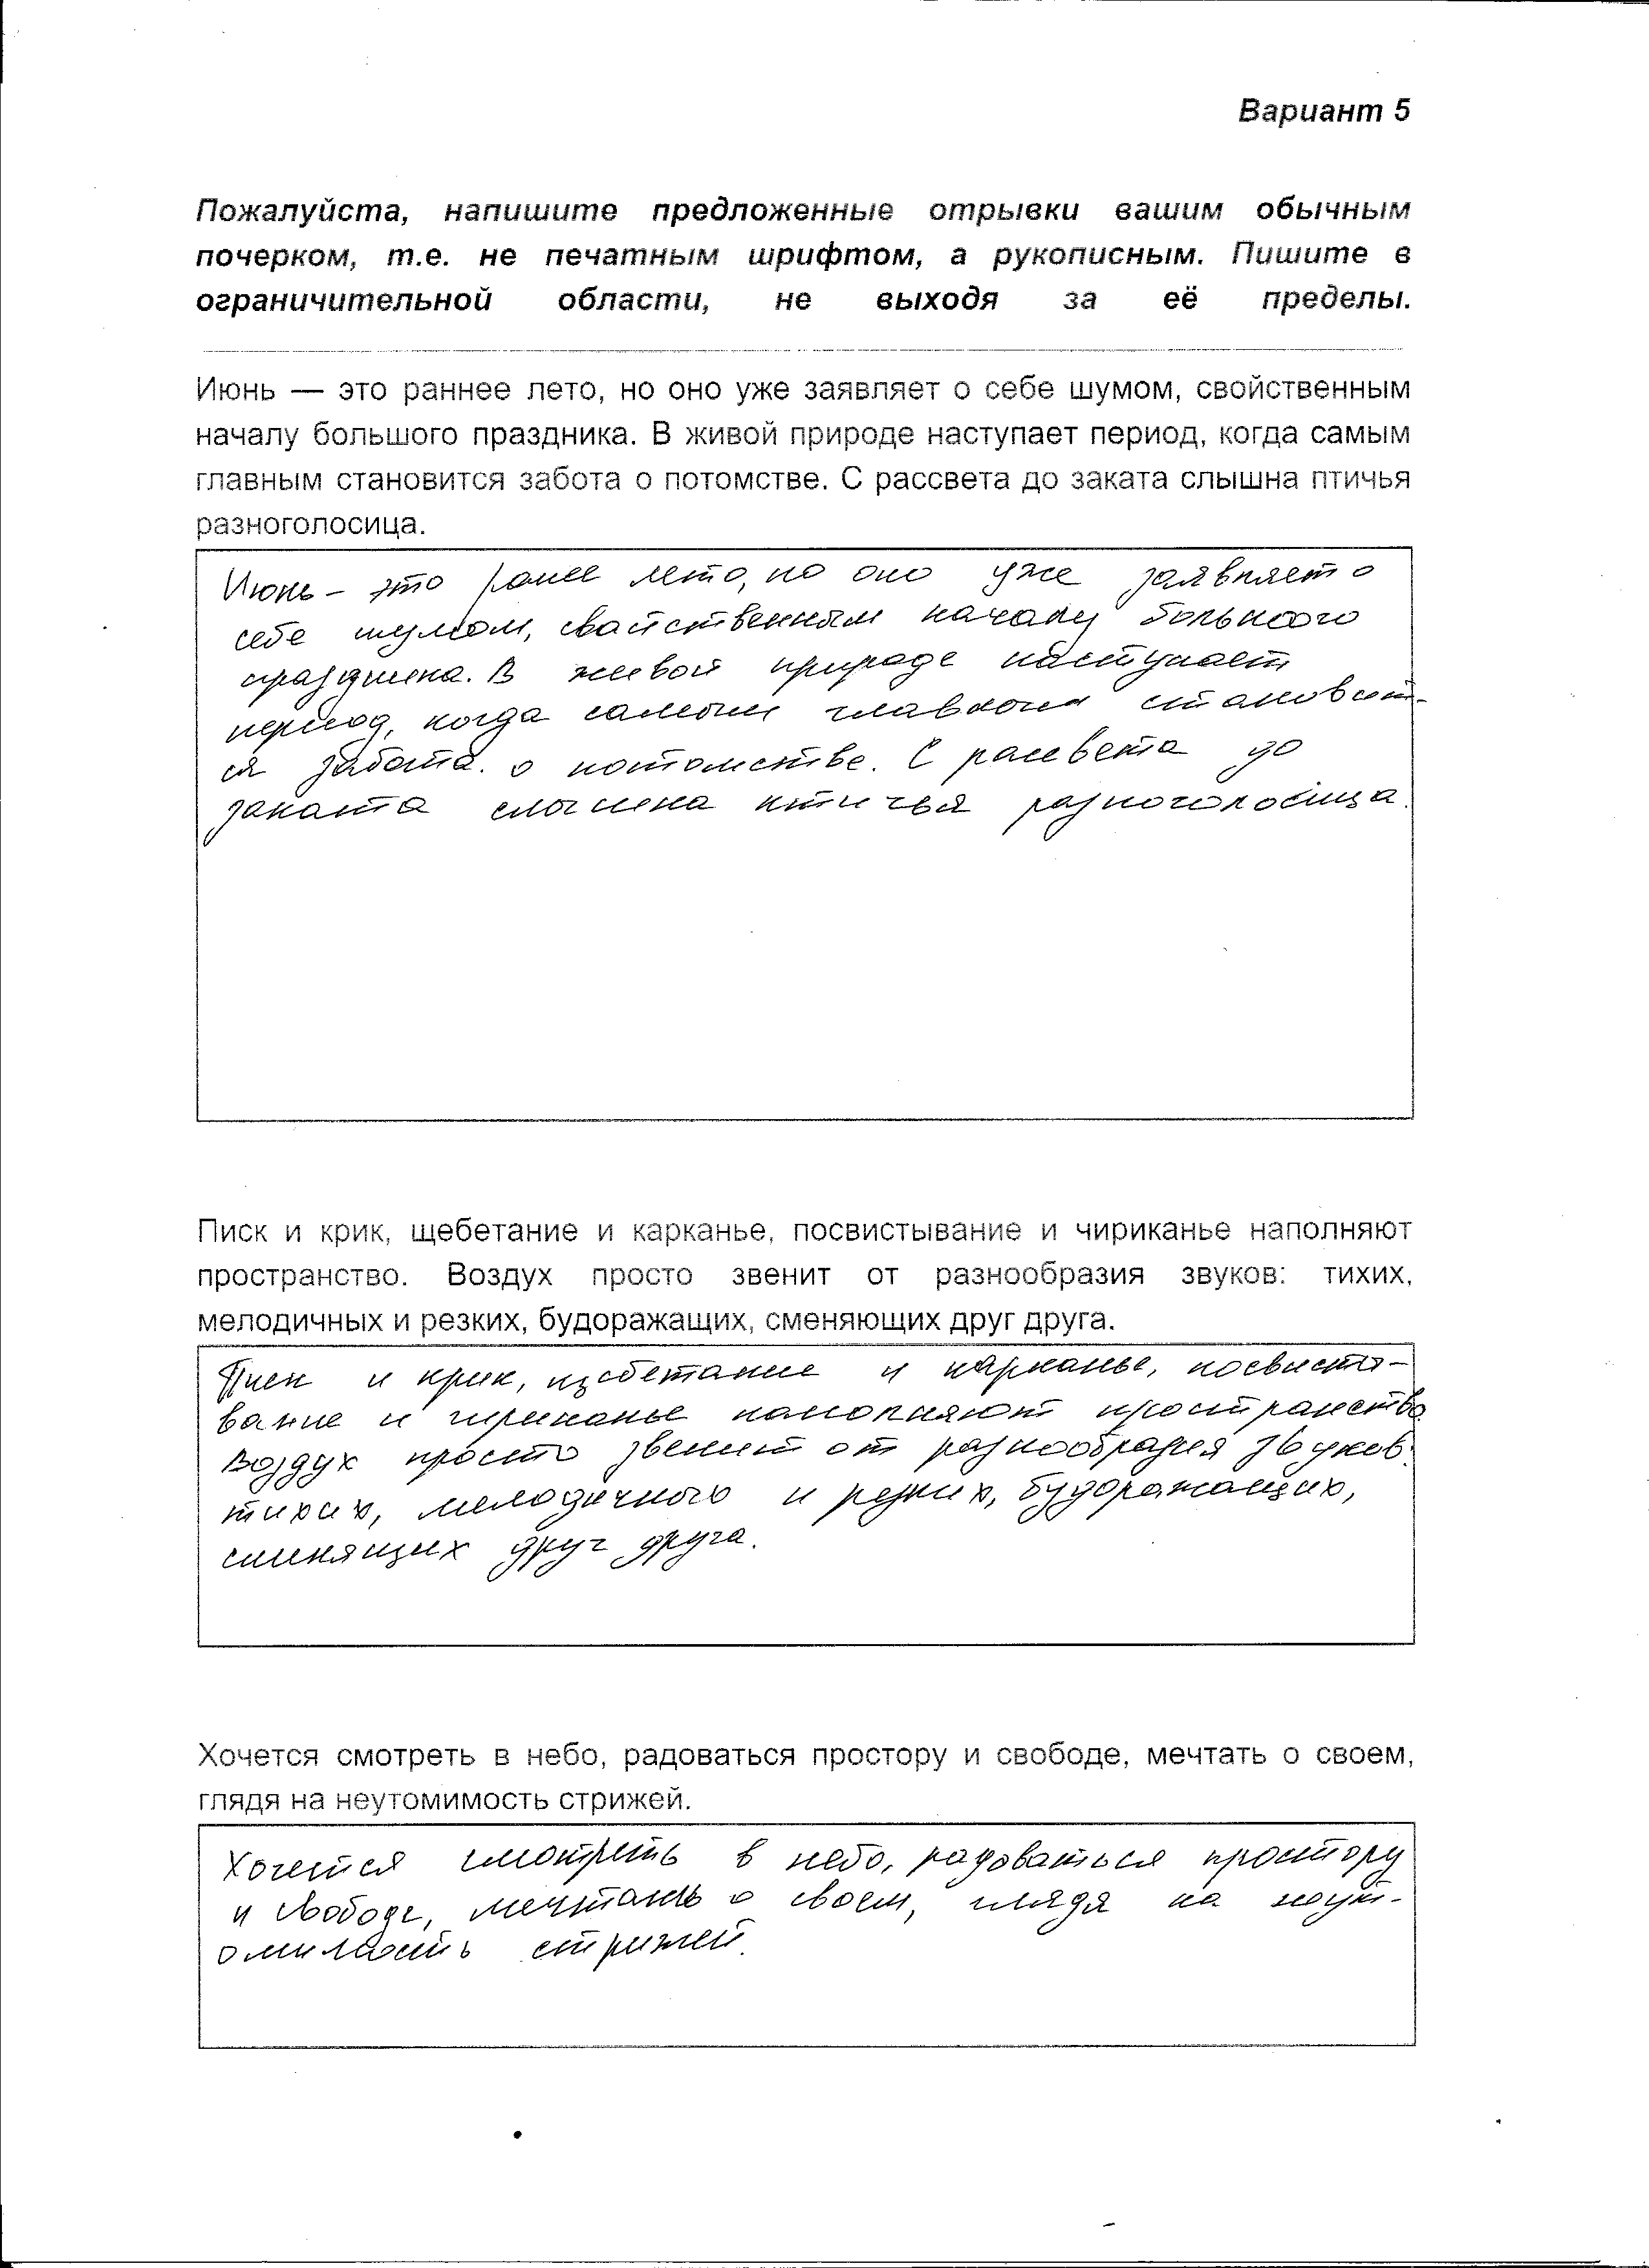 Вариант 5
Пожалуйста, напишите предложенные отрывки вашим обычным
почерком, т.е. не печатным шрифтом, а рукописным. Пишите в
ограничительной области, не выходя за её пределы.
Июнь — это раннее лето, но оно уже заявляет о себе шумом, свойственным
началу большого праздника. В живой природе наступает период, когда самым
главным становится забота о потомстве. С рассвета до заката слышна птичья
разноголосица.
Июнь – это ранее лето, но оно уже заявляет о
себе шумом, свойственным началу большого
праздника. В живой природе наступает
период, когда самым главным становит-
ся забота о потомстве. С рассвета до
заката слышна птичья разноголосица.
Писк и крик, щебетание и карканье, посвистывание и чириканье наполняют
пространство. Воздух просто звенит от разнообразия звуков: тихих,
мелодичных и резких, будоражащих, сменяющих друг друга.
Писк и крик, щебетание и карканье, посвисты-
вание и чириканье наполняют пространство
Воздух просто звенит от разнообразия звуков:
тихих, мелодичного и резких, будоражащих,
сменящих друг друга.
Хочется смотреть в небо, радоваться простору и свободе, мечтать о своем,
глядя на неутомимость стрижей.
Хочется смотреть в небо, радоваться простору
и свободе, мечтать о своем, глядя на неут-
омимость стрижей.